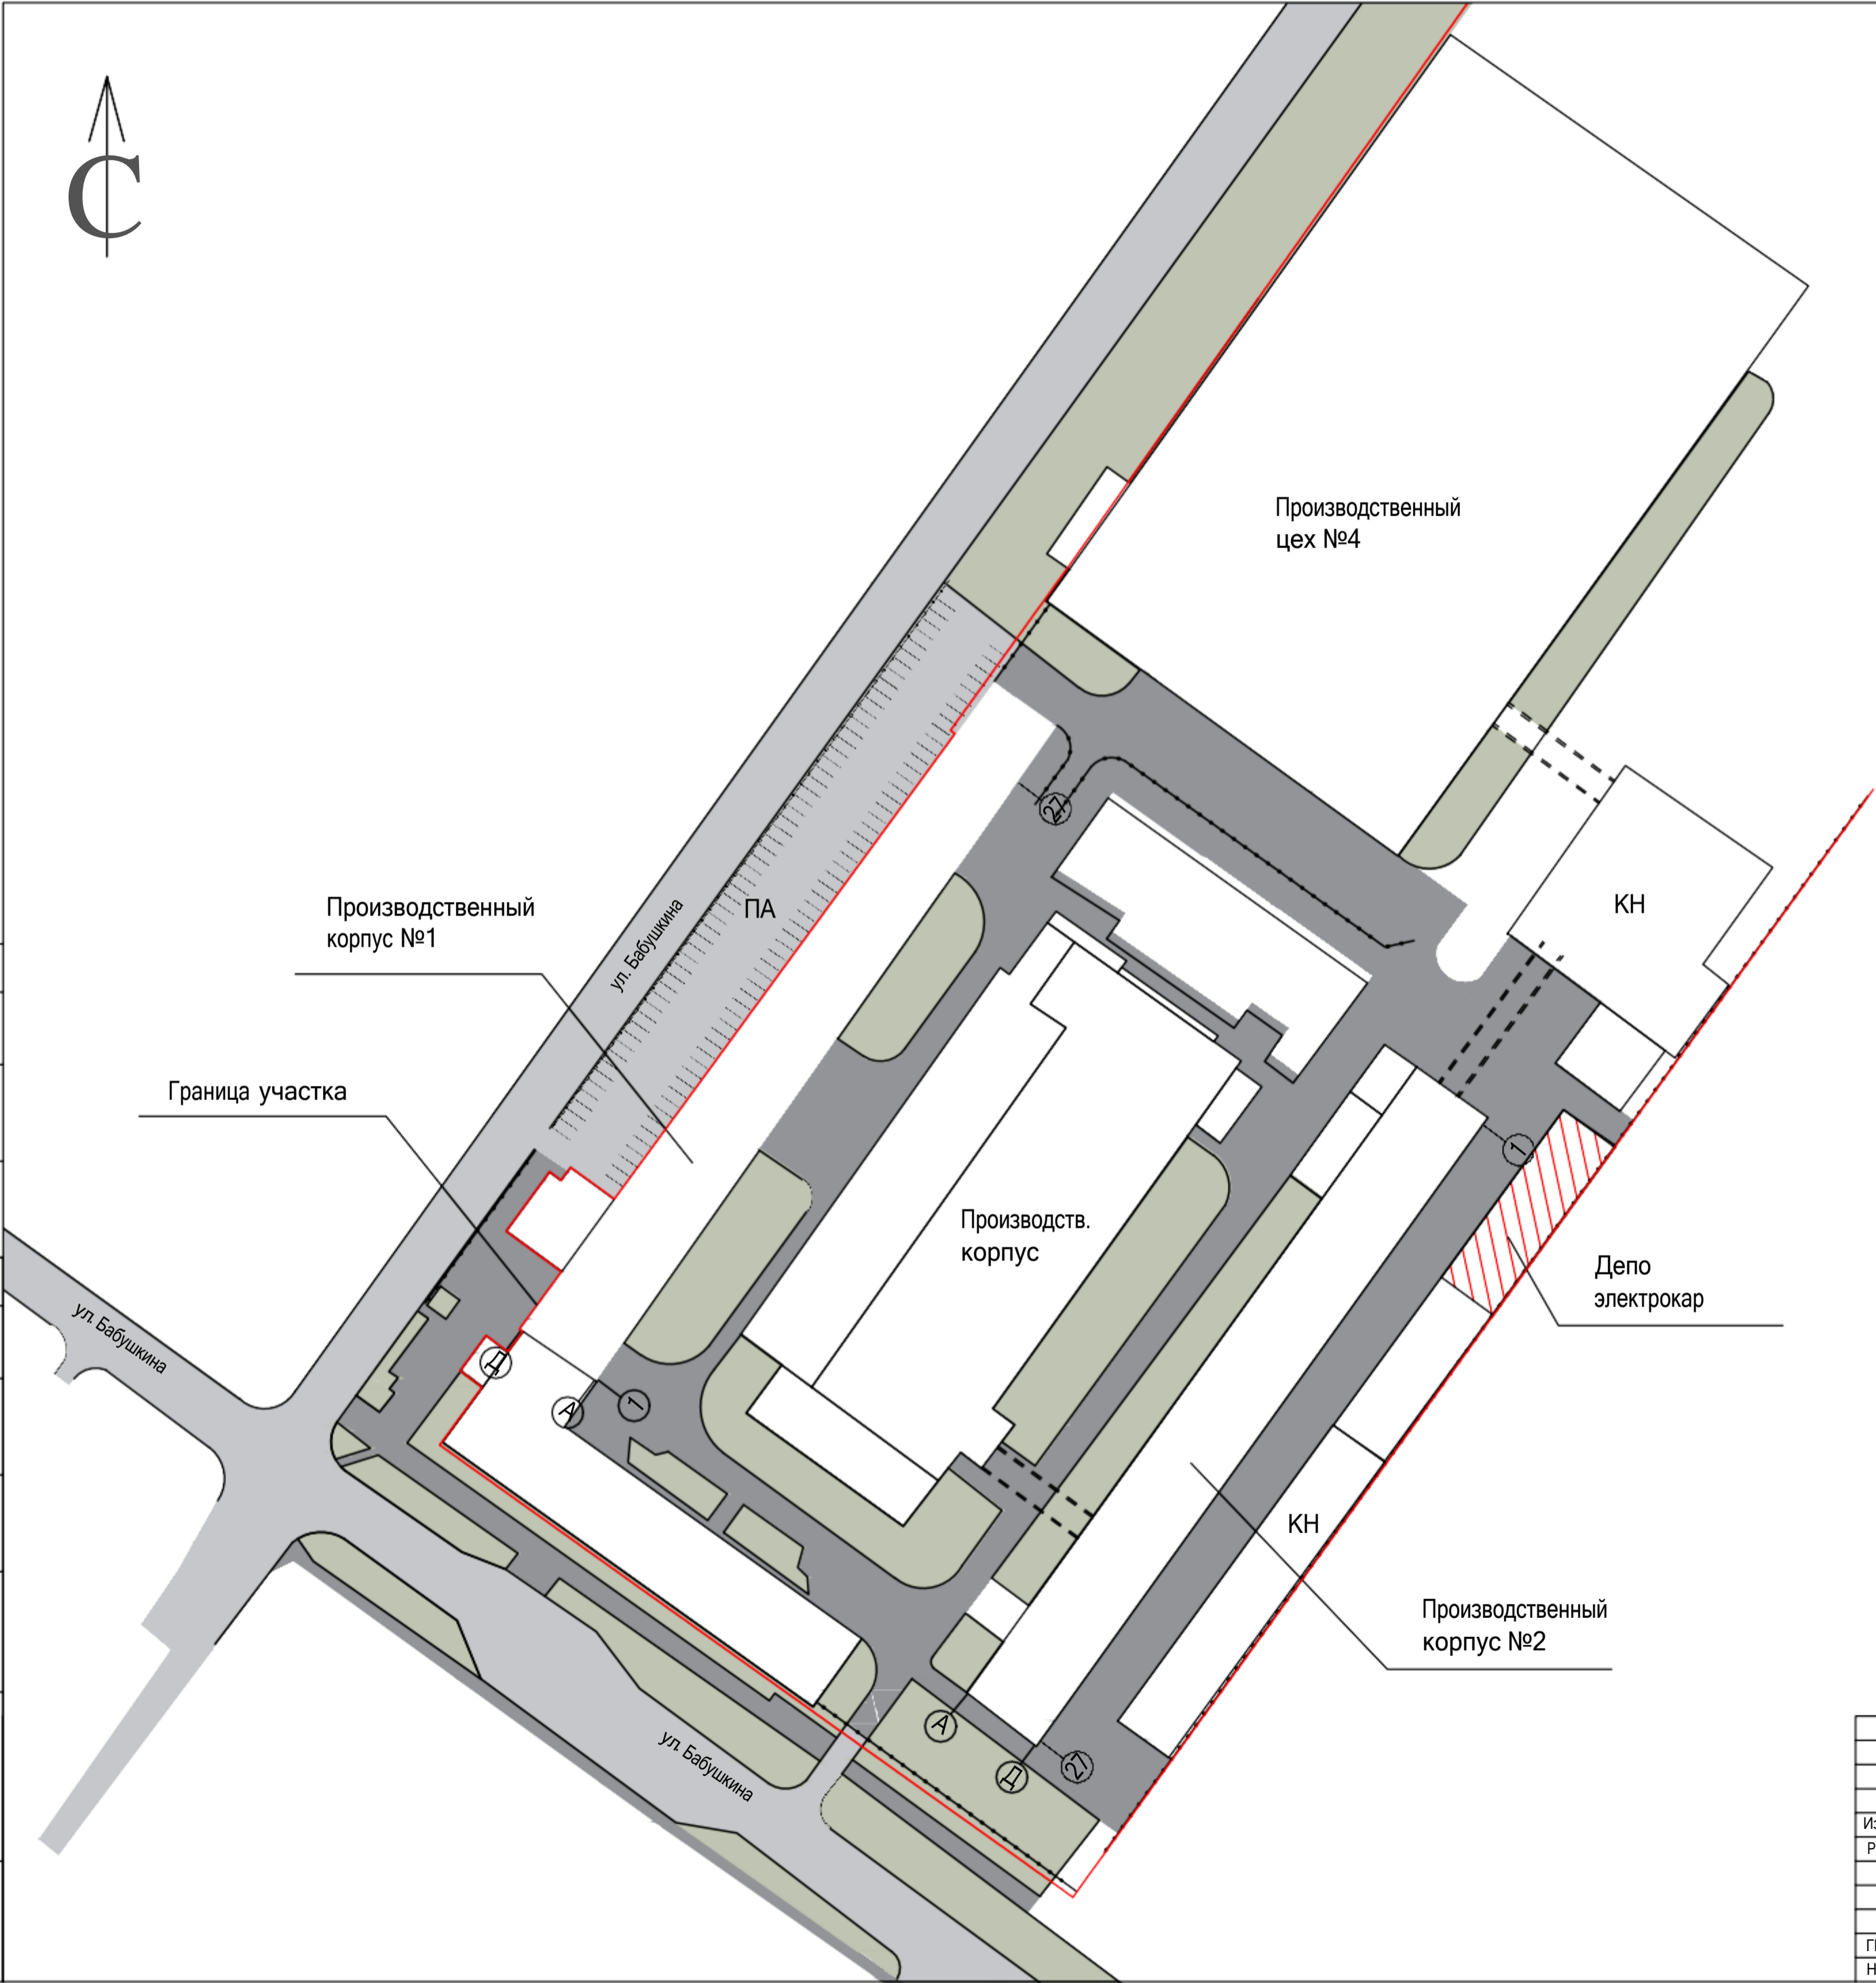 С
Производственный
цех №4
27
Производственный
корпус №1
ПА
КН
ул. Бабушкина
Граница участка
1
Производств.
корпус
Депо
электрокар
ул. Бабушкина
Д
А
1
КН
Производственный
корпус №2
А
ул. Бабушкина
Д
27